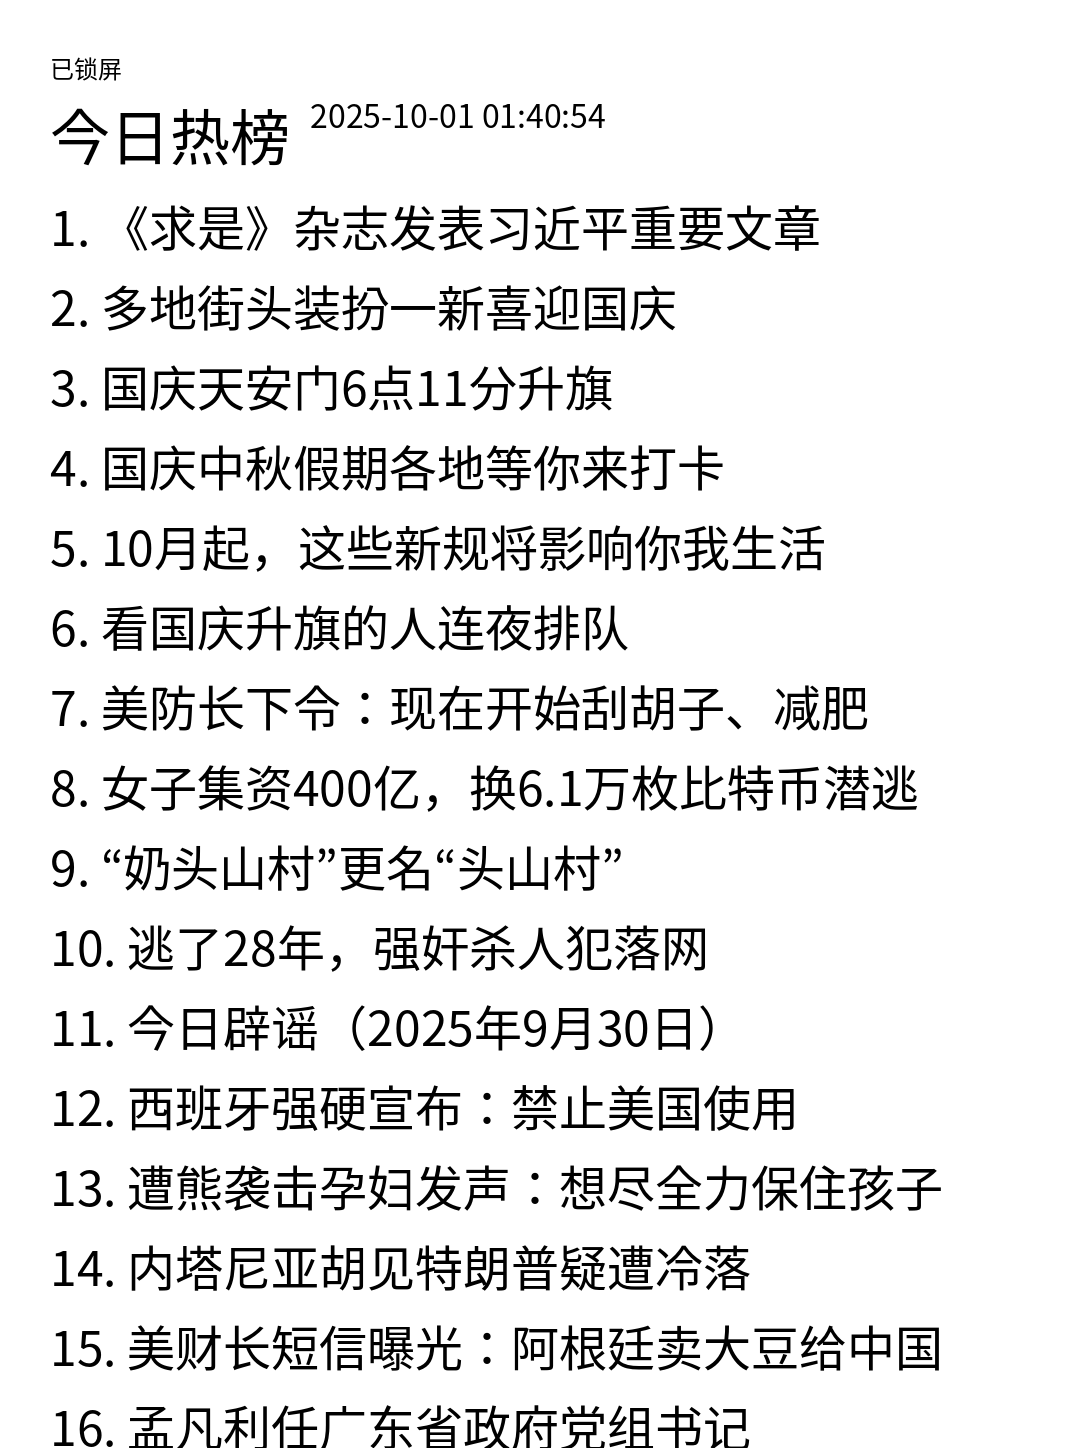 已锁屏
今日热榜 2025-10-01 01:40:54
1. 《求是》杂志发表习近平重要文章
2. 多地街头装扮一新喜迎国庆
3. 国庆天安门6点11分升旗
4. 国庆中秋假期各地等你来打卡
5. 10月起，这些新规将影响你我生活
6. 看国庆升旗的人连夜排队
7. 美防长下令：现在开始刮胡子、减肥
8. 女子集资400亿，换6.1万枚比特币潜逃
9. “奶头山村”更名“头山村”
10. 逃了28年，强奸杀人犯落网
11. 今日辟谣（2025年9月30日）
12. 西班牙强硬宣布：禁止美国使用
13. 遭熊袭击孕妇发声：想尽全力保住孩子
14. 内塔尼亚胡见特朗普疑遭冷落
15. 美财长短信曝光：阿根廷卖大豆给中国
16. 孟凡利任广东省政府党组书记